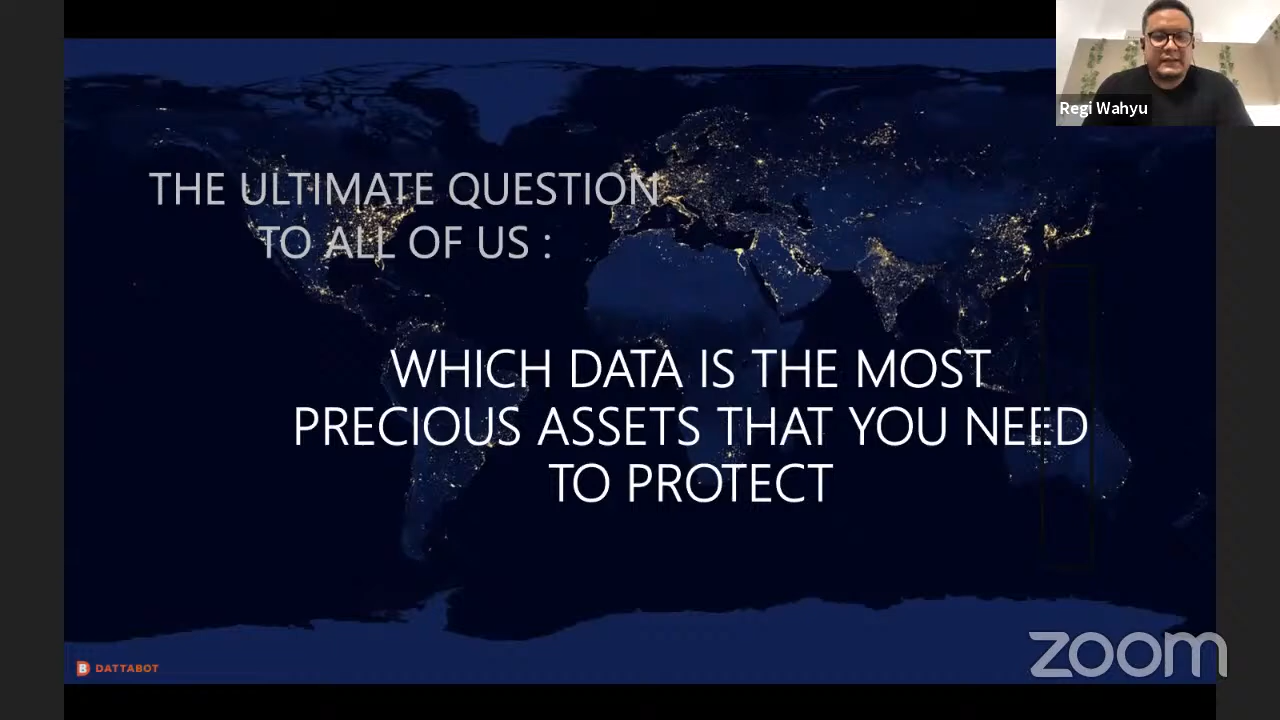 Regi Wahyu
THE ULTIMATE QUESTION
TO ALL OF US :
WHICH DATA IS THE MOST
PRECIOUS ASSETS THAT YOU NEED
TO PROTECT
B DATTABOT
zoom